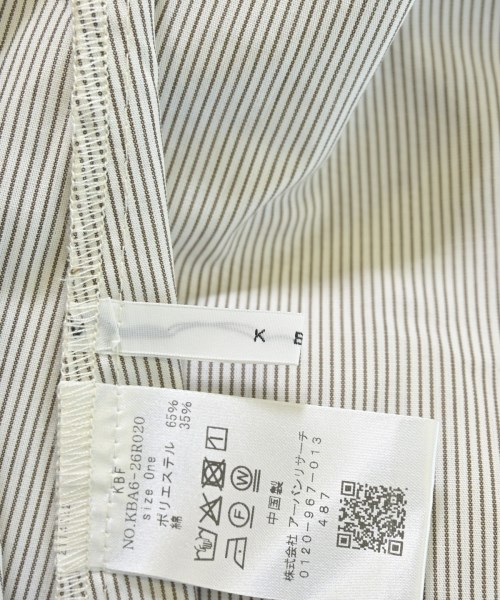 K
E
KBF
NO.KBA6-26R020
size One
ポリエステル 65%
綿 35%
中国製
株式会社アーバンリサーチ
0120-967-013
487